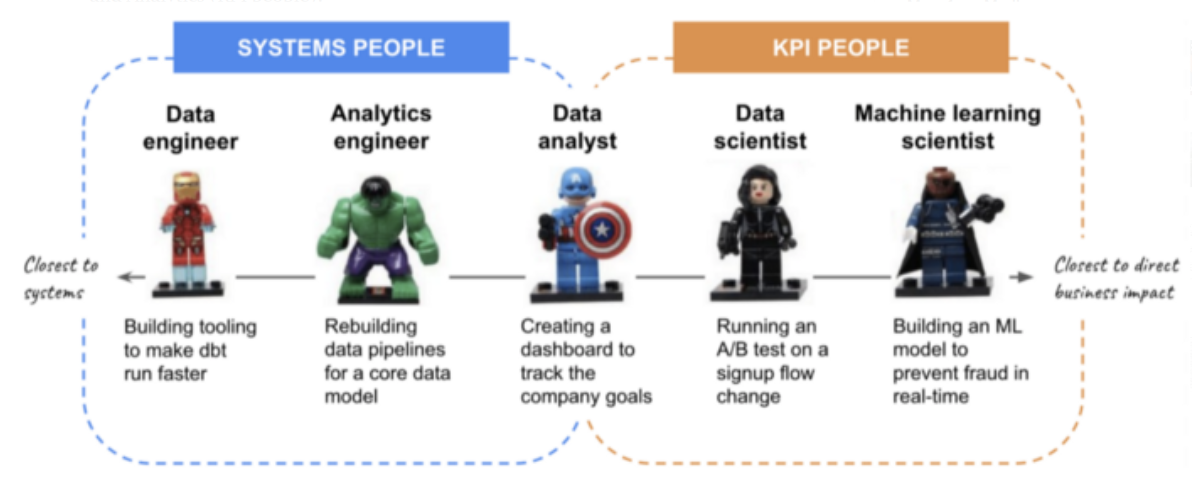 SYSTEMS PEOPLE
KPI PEOPLE
Data
engineer
Analytics
engineer
Data
analyst
Data
scientist
Machine learning
scientist
A
Closest to
systems
Closest to direct
business impact
Building tooling
to make dbt
run faster
Rebuilding
data pipelines
for a core data
model
Creating a
dashboard to
track the
company goals
Running an
A/B test on a
signup flow
change
Building an ML
model to
prevent fraud in
real-time